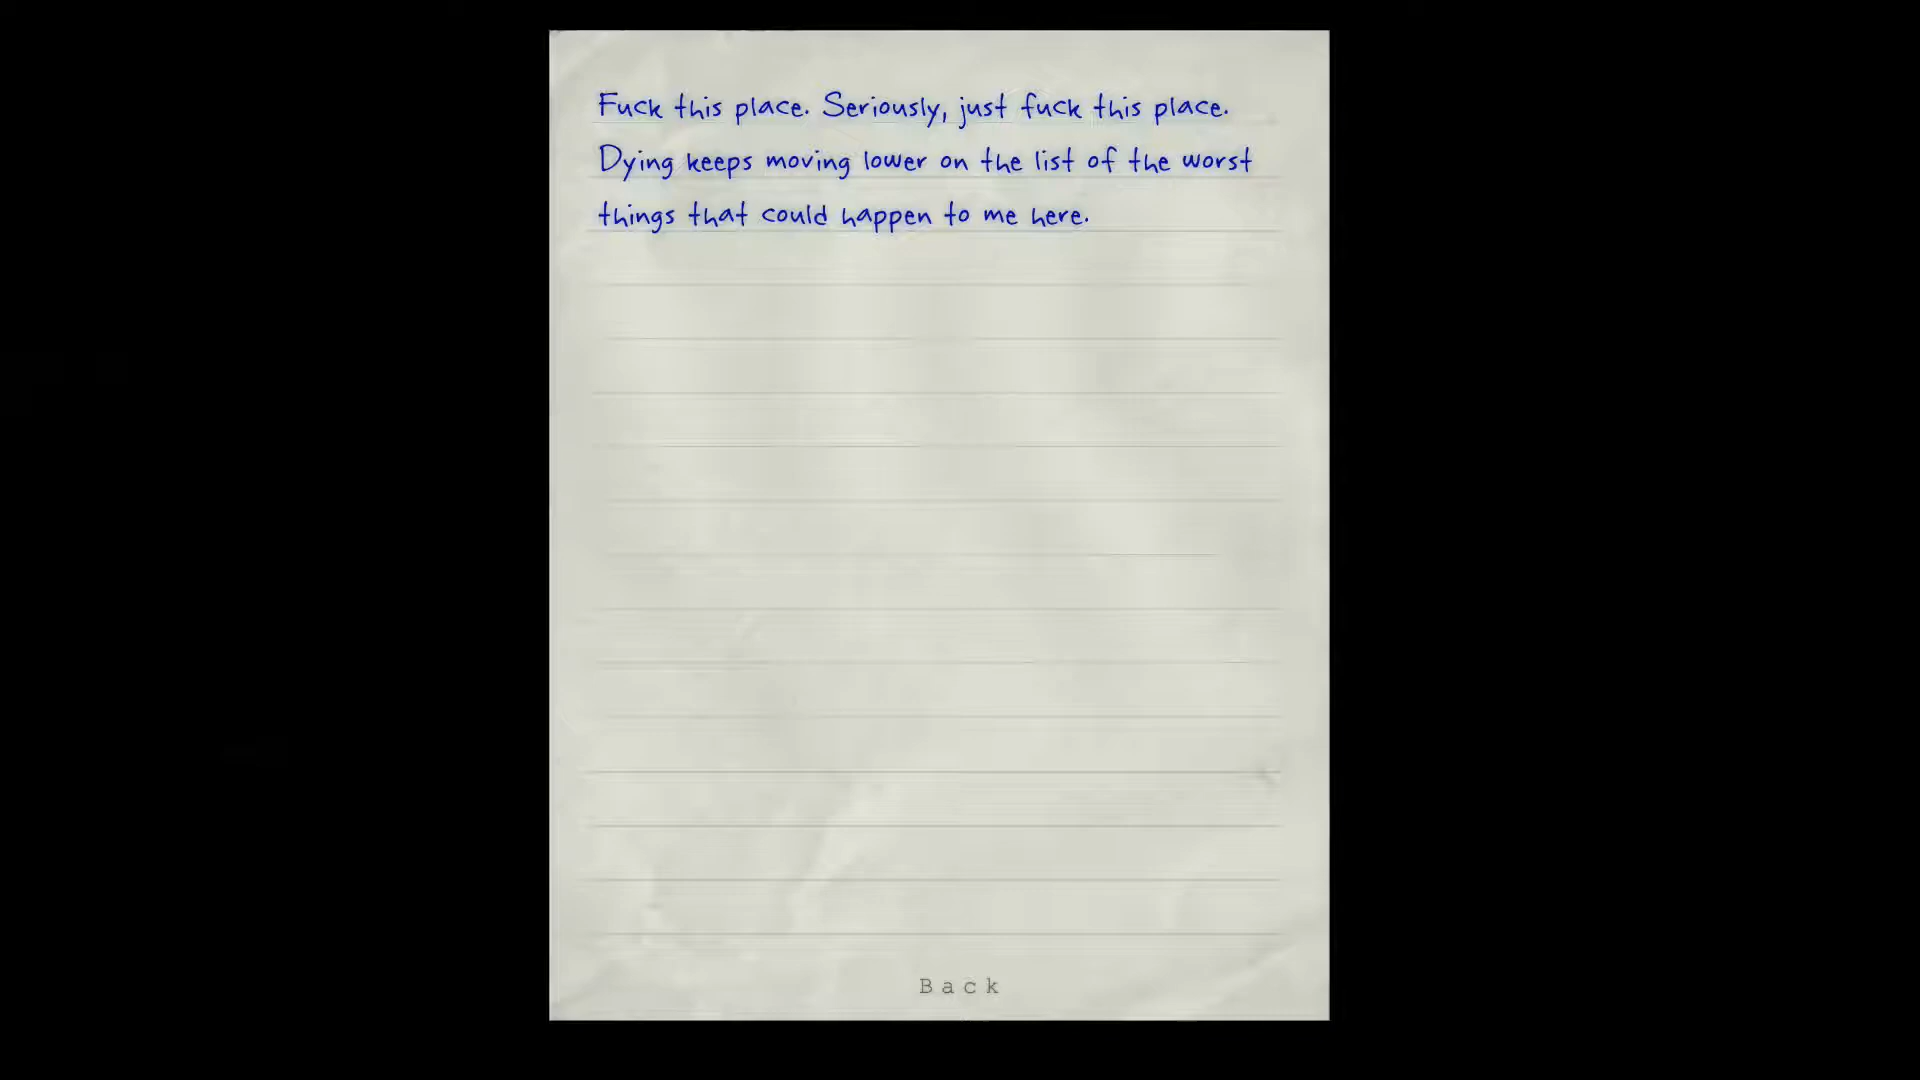 Fuck this place. Seriously, just fuck this place.
Dying keeps moving lower on the list of the worst
things that could happen to me here.
Back